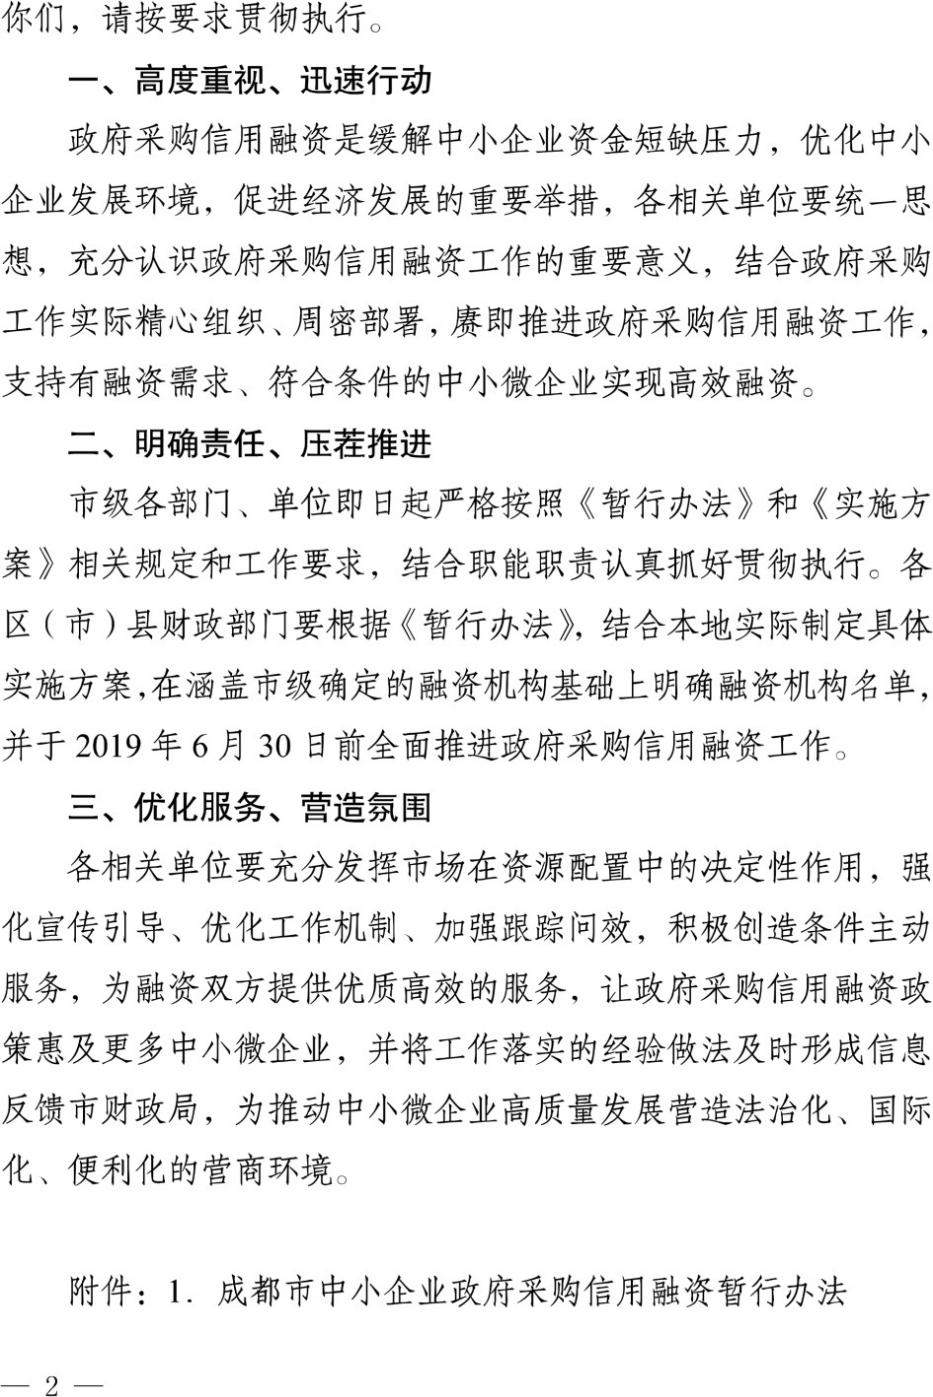 你们，请按要求贯彻执行。
一、高度重视、迅速行动
政府采购信用融资是缓解中小企业资金短缺压力，优化中小
企业发展环境，促进经济发展的重要举措，各相关单位要统一思
想，充分认识政府采购信用融资工作的重要意义，结合政府采购
工作实际精心组织、周密部署，赓即推进政府采购信用融资工作，
支持有融资需求、符合条件的中小微企业实现高效融资。
二、明确责任、压茬推进
市级各部门、单位即日起严格按照《暂行办法》和《实施方
案》相关规定和工作要求，结合职能职责认真抓好贯彻执行。各
区（市）县财政部门要根据《暂行办法》，结合本地实际制定具体
实施方案，在涵盖市级确定的融资机构基础上明确融资机构名单，
并于 2019 年 6 月 30 日前全面推进政府采购信用融资工作。
三、优化服务、营造氛围
各相关单位要充分发挥市场在资源配置中的决定性作用，强
化宣传引导、优化工作机制、加强跟踪问效，积极创造条件主动
服务，为融资双方提供优质高效的服务，让政府采购信用融资政
策惠及更多中小微企业，并将工作落实的经验做法及时形成信息
反馈市财政局，为推动中小微企业高质量发展营造法治化、国际
化、便利化的营商环境。
附件：1．成都市中小企业政府采购信用融资暂行办法
— 2 —